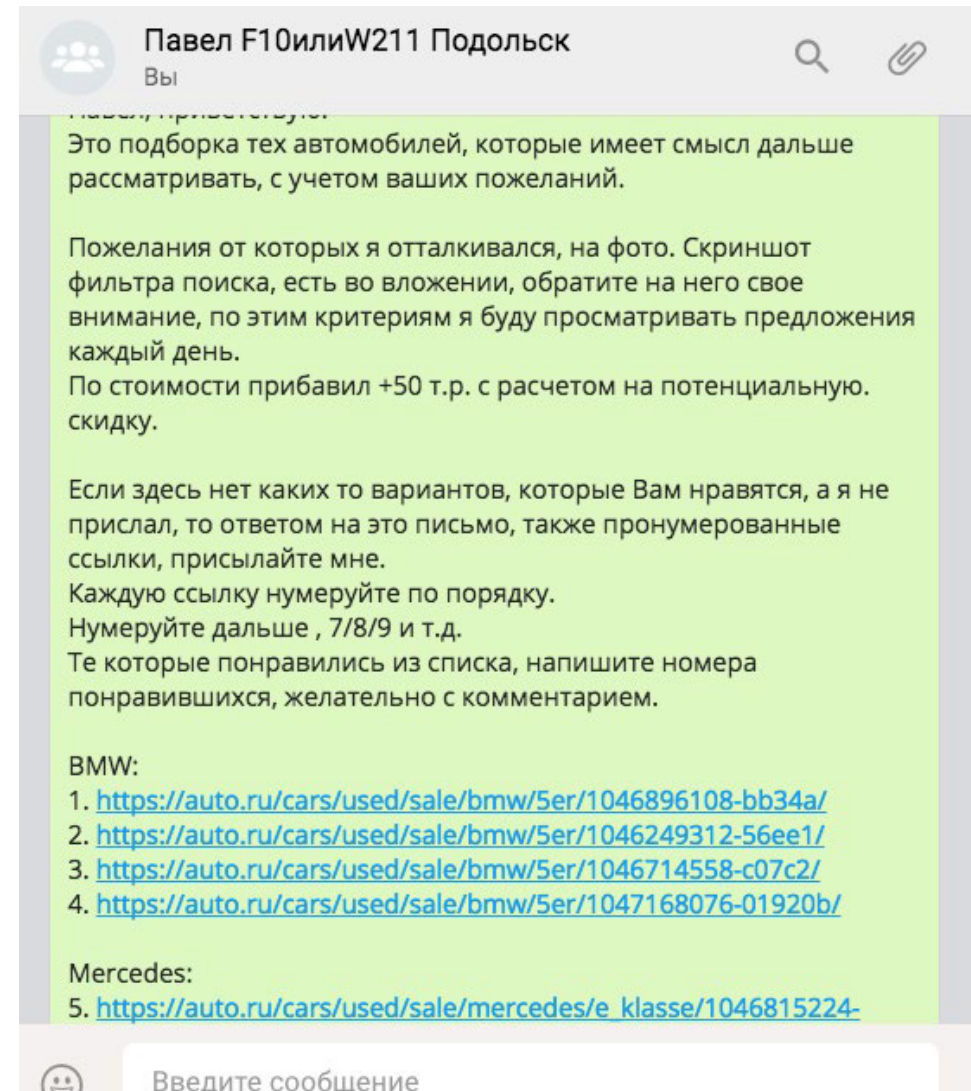 Павел F10илиW211 Подольск
Вы
Павел, приветствую.
Это подборка тех автомобилей, которые имеет смысл дальше
рассматривать, с учетом ваших пожеланий.
Пожелания от которых я отталкивался, на фото. Скриншот
фильтра поиска, есть во вложении, обратите на него свое
внимание, по этим критериям я буду просматривать предложения
каждый день.
По стоимости прибавил +50 т.р. с расчетом на потенциальную.
скидку.
Если здесь нет каких то вариантов, которые Вам нравятся, а я не
прислал, то ответом на это письмо, также пронумерованные
ссылки, присылайте мне.
Каждую ссылку нумеруйте по порядку.
Нумеруйте дальше , 7/8/9 и т.д.
Те которые понравились из списка, напишите номера
понравившихся, желательно с комментарием.
BMW:
1. https://auto.ru/cars/used/sale/bmw/5er/1046896108-bb34a/
2. https://auto.ru/cars/used/sale/bmw/5er/1046249312-56ee1/
3. https://auto.ru/cars/used/sale/bmw/5er/1046714558-c07c2/
4. https://auto.ru/cars/used/sale/bmw/5er/1047168076-01920b/
Mercedes:
5. https://auto.ru/cars/used/sale/mercedes/e_klasse/1046815224-
Введите сообщение